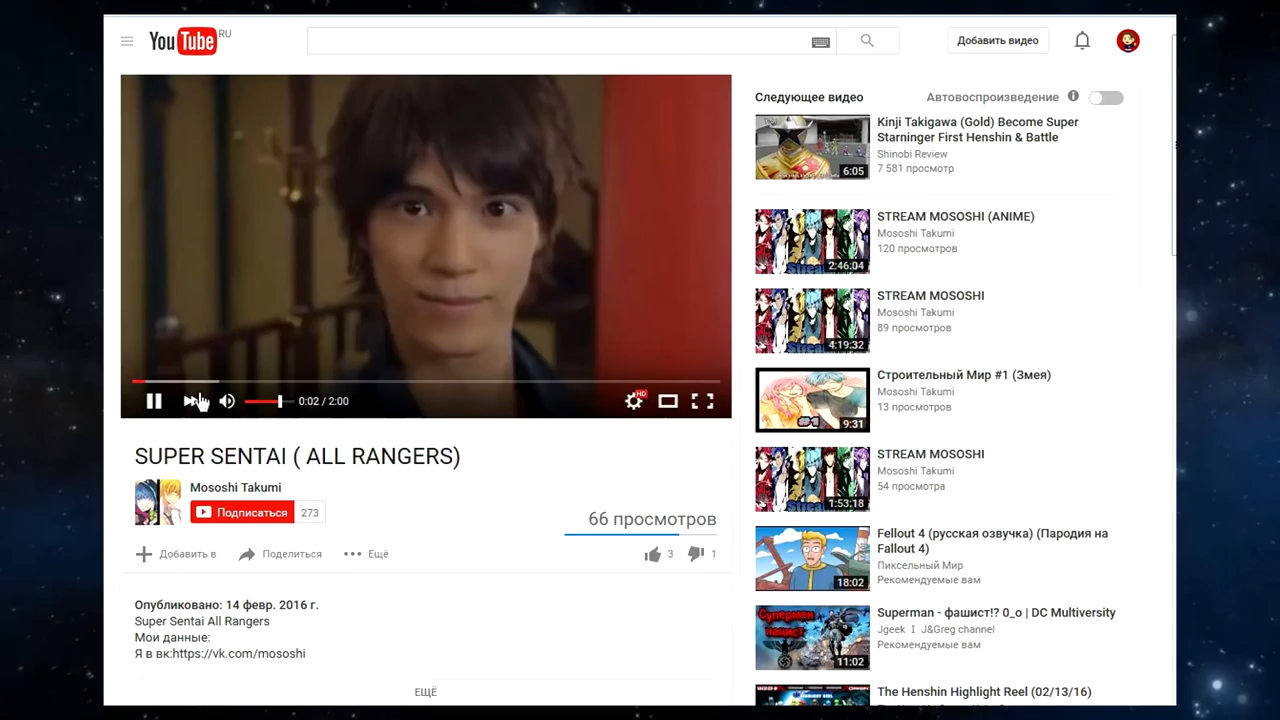 YouTube RU
Добавить видео
Следующее видео
Автовоспроизведение
Kinji Takigawa (Gold) Become Super
Starninger First Henshin & Battle
Shinobi Review
7 581 просмотр
6:05
STREAM MOSOSHI (ANIME)
Mososhi Takumi
120 просмотров
2:46:04
STREAM MOSOSHI
Mososhi Takumi
89 просмотров
4:19:32
Строительный Мир #1 (Змея)
Mososhi Takumi
13 просмотров
#1
9:31
STREAM MOSOSHI
Mososhi Takumi
54 просмотра
1:53:18
Fellout 4 (русская озвучка) (Пародия на
Fallout 4)
Пиксельный Мир
Рекомендуемые вам
18:02
Superman - фашист!? 0_o | DC Multiversity
Jgeek I J&Greg channel
Рекомендуемые вам
Супермен
нацист
11:02
The Henshin Highlight Reel (02/13/16)
0:02 / 2:00
HD
SUPER SENTAI ( ALL RANGERS)
Mososhi Takumi
Подписаться 273
66 просмотров
Добавить в
Поделиться
Ещё
3
1
Опубликовано: 14 февр. 2016 г.
Super Sentai All Rangers
Мои данные:
Я в вк:https://vk.com/mososhi
ЕЩЁ